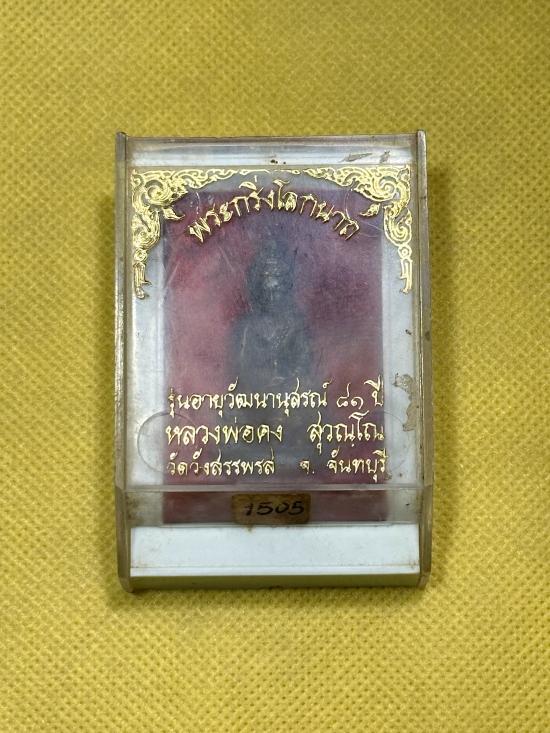 พระกริ่งโลกนาถ
รุ่นอายุวัฒนานุสรณ์ ๘๑ ปี
หลวงพ่อคง สุวณฺโณ
วัดวังสรรพรส จ. จันทบุรี
1505